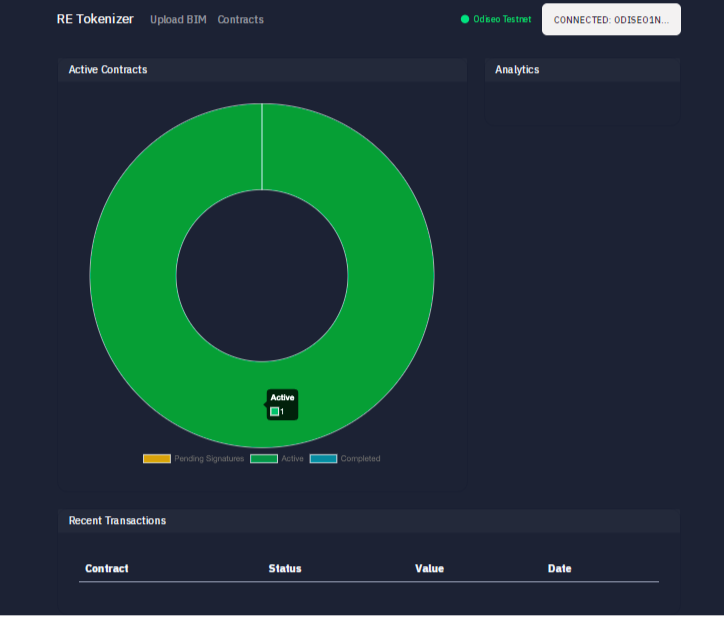 RE Tokenizer Upload BIM Contracts Odiseo Testnet CONNECTED: ODISEO1N...
Active Contracts Analytics
Active
1
Pending Signatures Active Completed
Recent Transactions
Contract Status Value Date